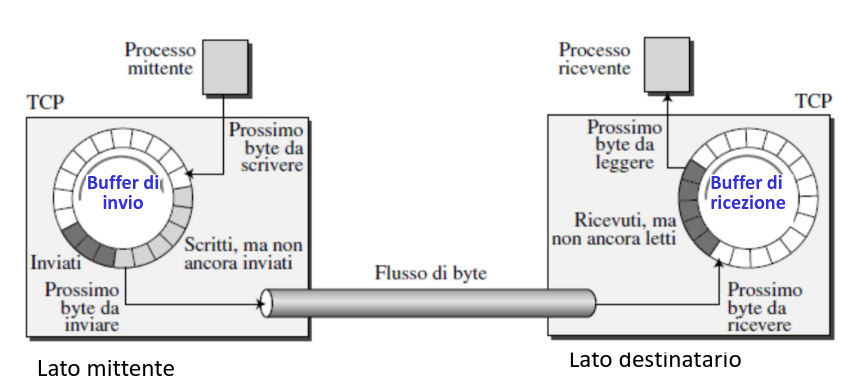 Processo
mittente
TCP
Prossimo
byte da
scrivere
Buffer di
invio
Scritti, ma non
ancora inviati
Inviati
Prossimo
byte da
inviare
Lato mittente
Flusso di byte
Processo
ricevente
TCP
Prossimo
byte da
leggere
Buffer di
ricezione
Ricevuti, ma
non ancora letti
Prossimo
byte da
ricevere
Lato destinatario